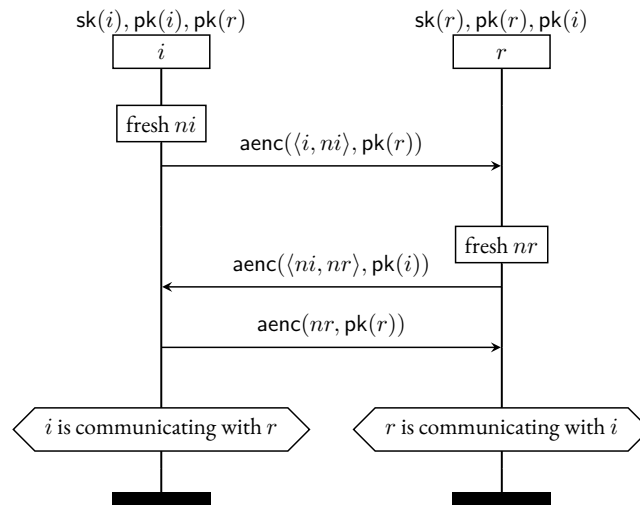 sk(i), pk(i), pk(r)
sk(r), pk(r), pk(i)
i
r
fresh ni
aenc(⟨i, ni⟩, pk(r))
fresh nr
aenc(⟨ni, nr⟩, pk(i))
aenc(nr, pk(r))
i is communicating with r
r is communicating with i